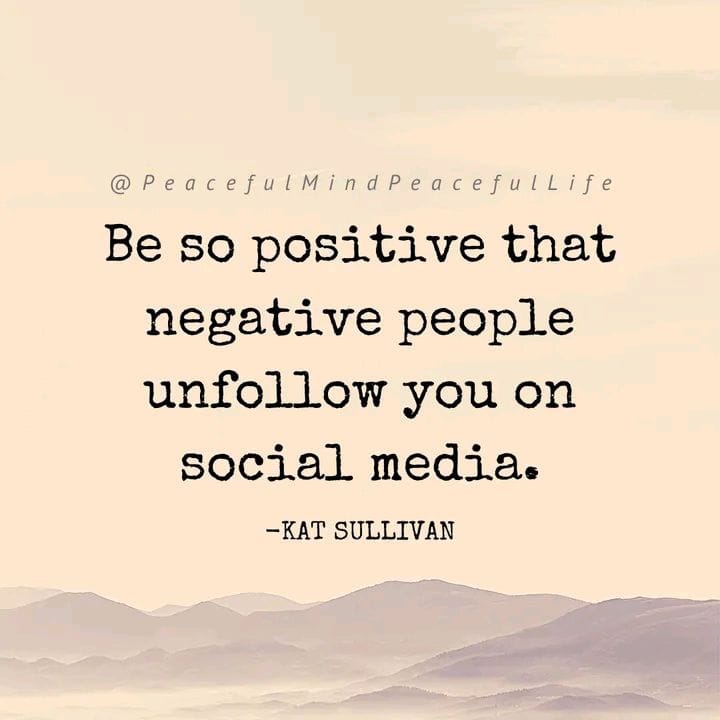 @PeacefulMindPeacefulLife
Be so positive that
negative people
unfollow you on
social media.
-KAT SULLIVAN